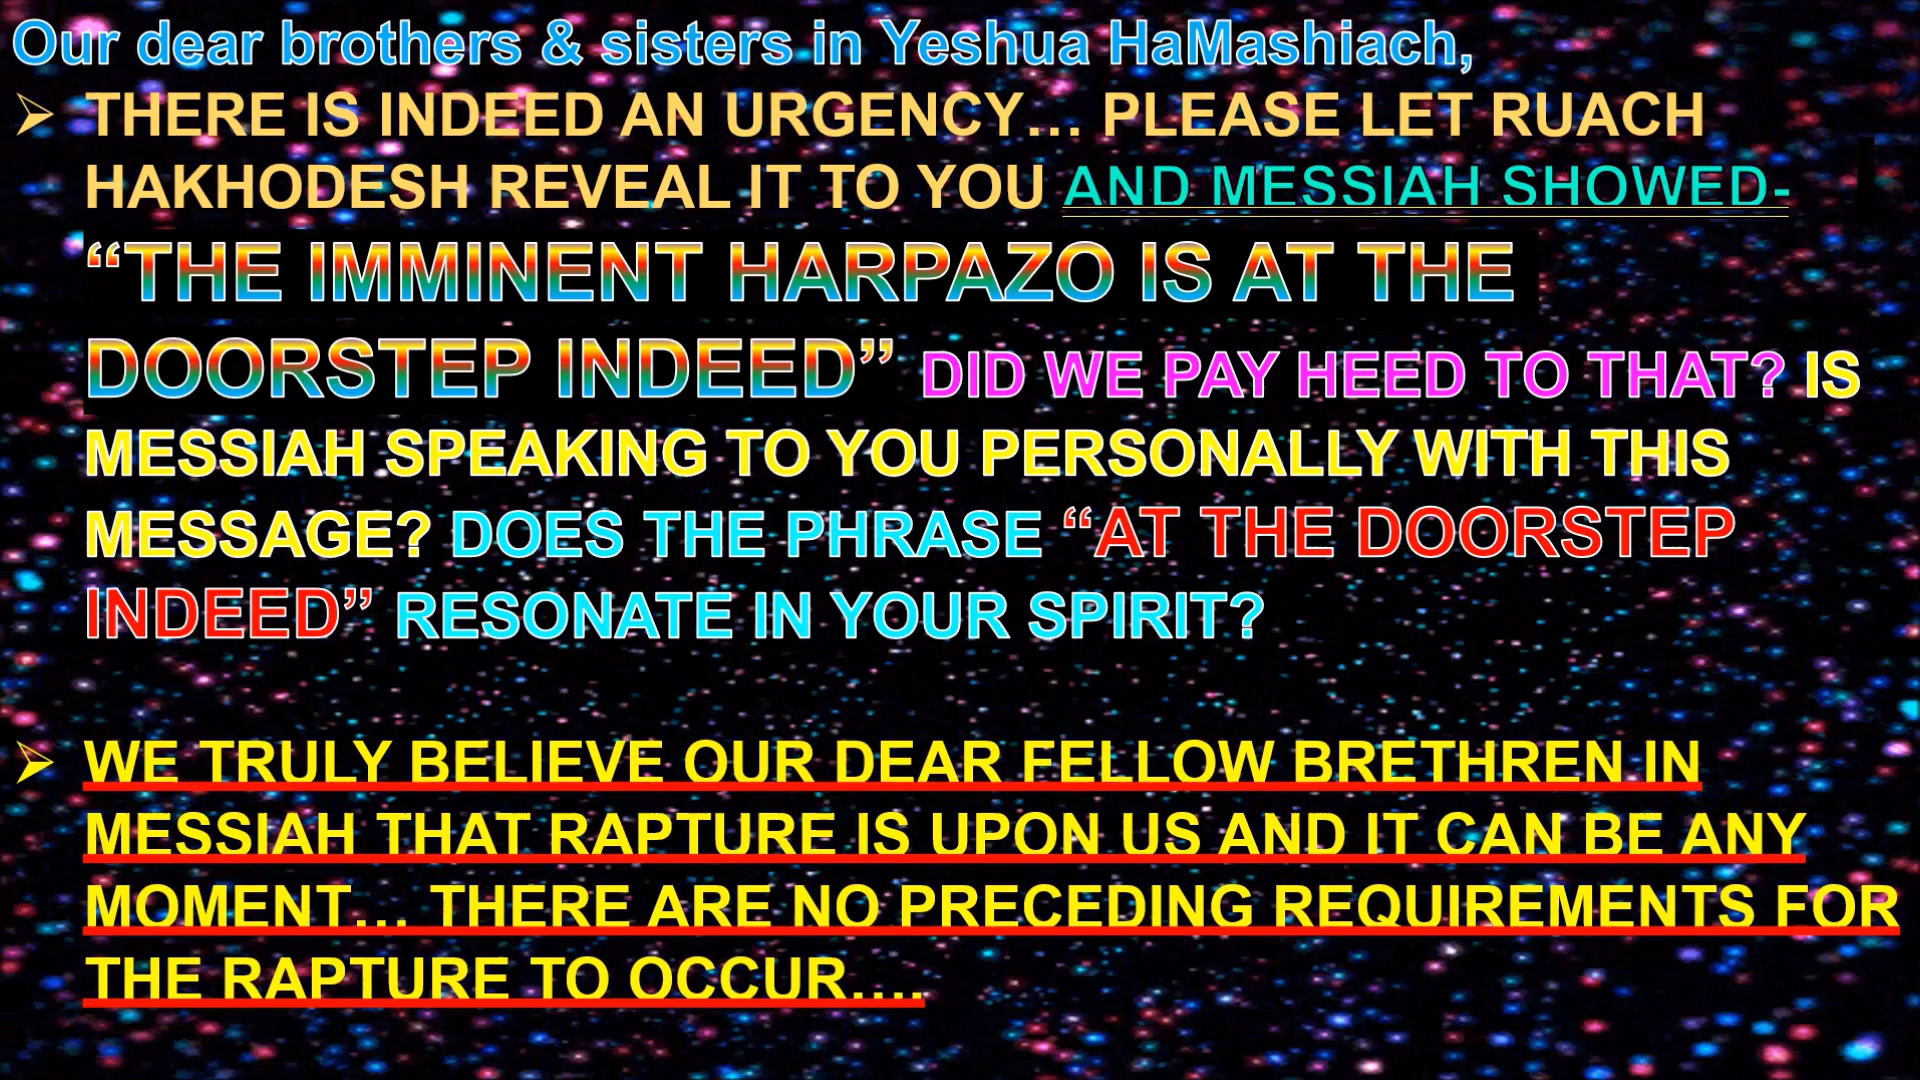 Our dear brothers & sisters in Yeshua HaMashiach,
➢ THERE IS INDEED AN URGENCY… PLEASE LET RUACH
HAKHODESH REVEAL IT TO YOU AND MESSIAH SHOWED-
“THE IMMINENT HARPAZO IS AT THE
DOORSTEP INDEED” DID WE PAY HEED TO THAT? IS
MESSIAH SPEAKING TO YOU PERSONALLY WITH THIS
MESSAGE? DOES THE PHRASE “AT THE DOORSTEP
INDEED” RESONATE IN YOUR SPIRIT?
➢ WE TRULY BELIEVE OUR DEAR FELLOW BRETHREN IN
MESSIAH THAT RAPTURE IS UPON US AND IT CAN BE ANY
MOMENT… THERE ARE NO PRECEDING REQUIREMENTS FOR
THE RAPTURE TO OCCUR….